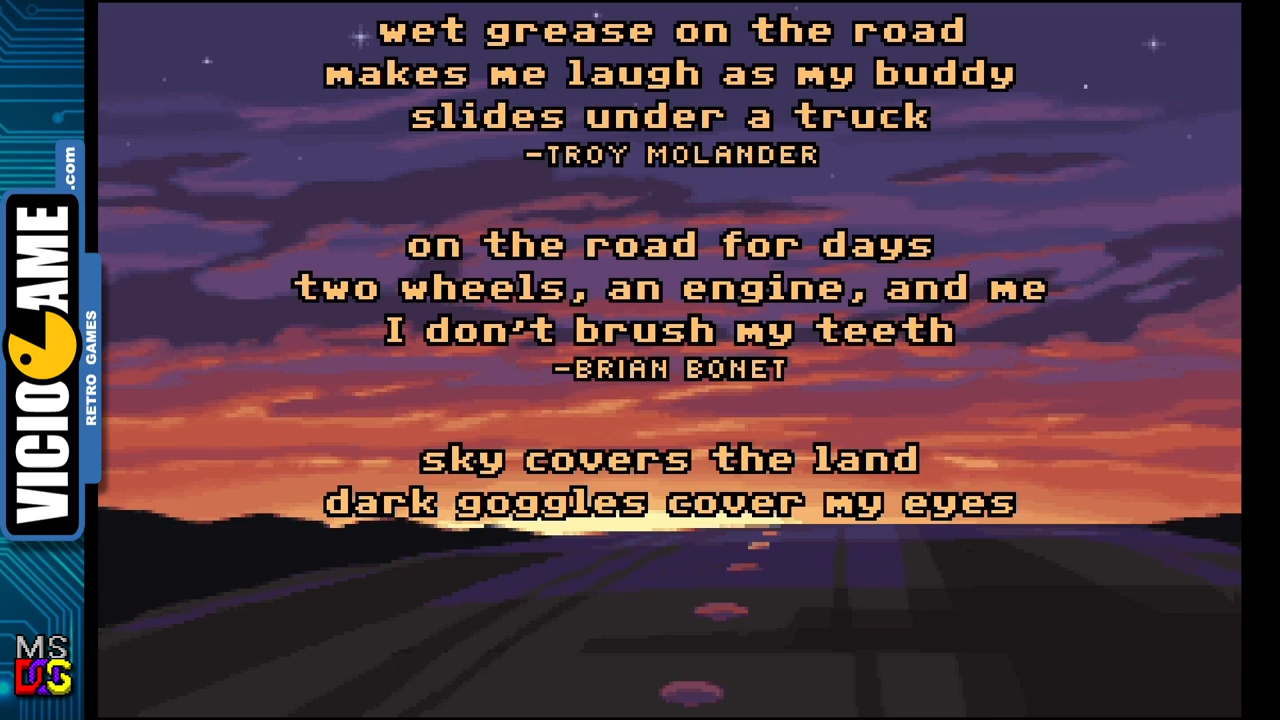 wet grease on the road
makes me laugh as my buddy
slides under a truck
-TROY MOLANDER
on the road for days
two wheels, an engine, and me
I don't brush my teeth
-BRIAN BONET
sky covers the land
dark goggles cover my eyes
VICIOGAME.com
RETRO GAMES
MS
DOS